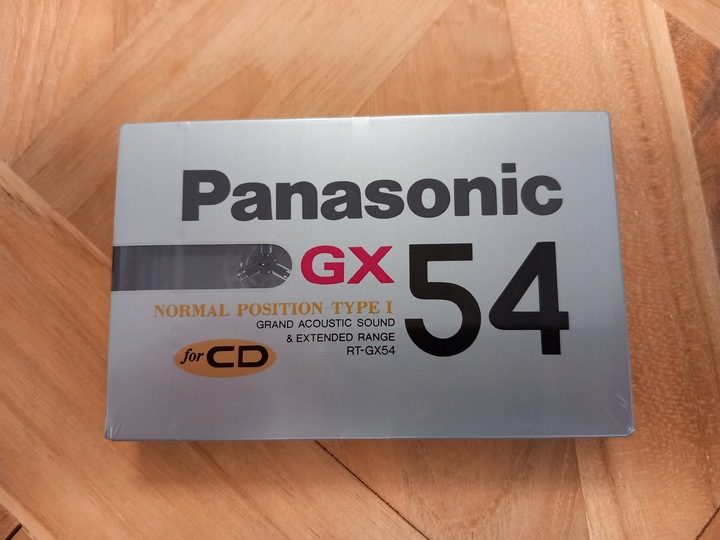 Panasonic
GX 54
NORMAL POSITION TYPE I
GRAND ACOUSTIC SOUND
& EXTENDED RANGE
RT-GX54
for CD